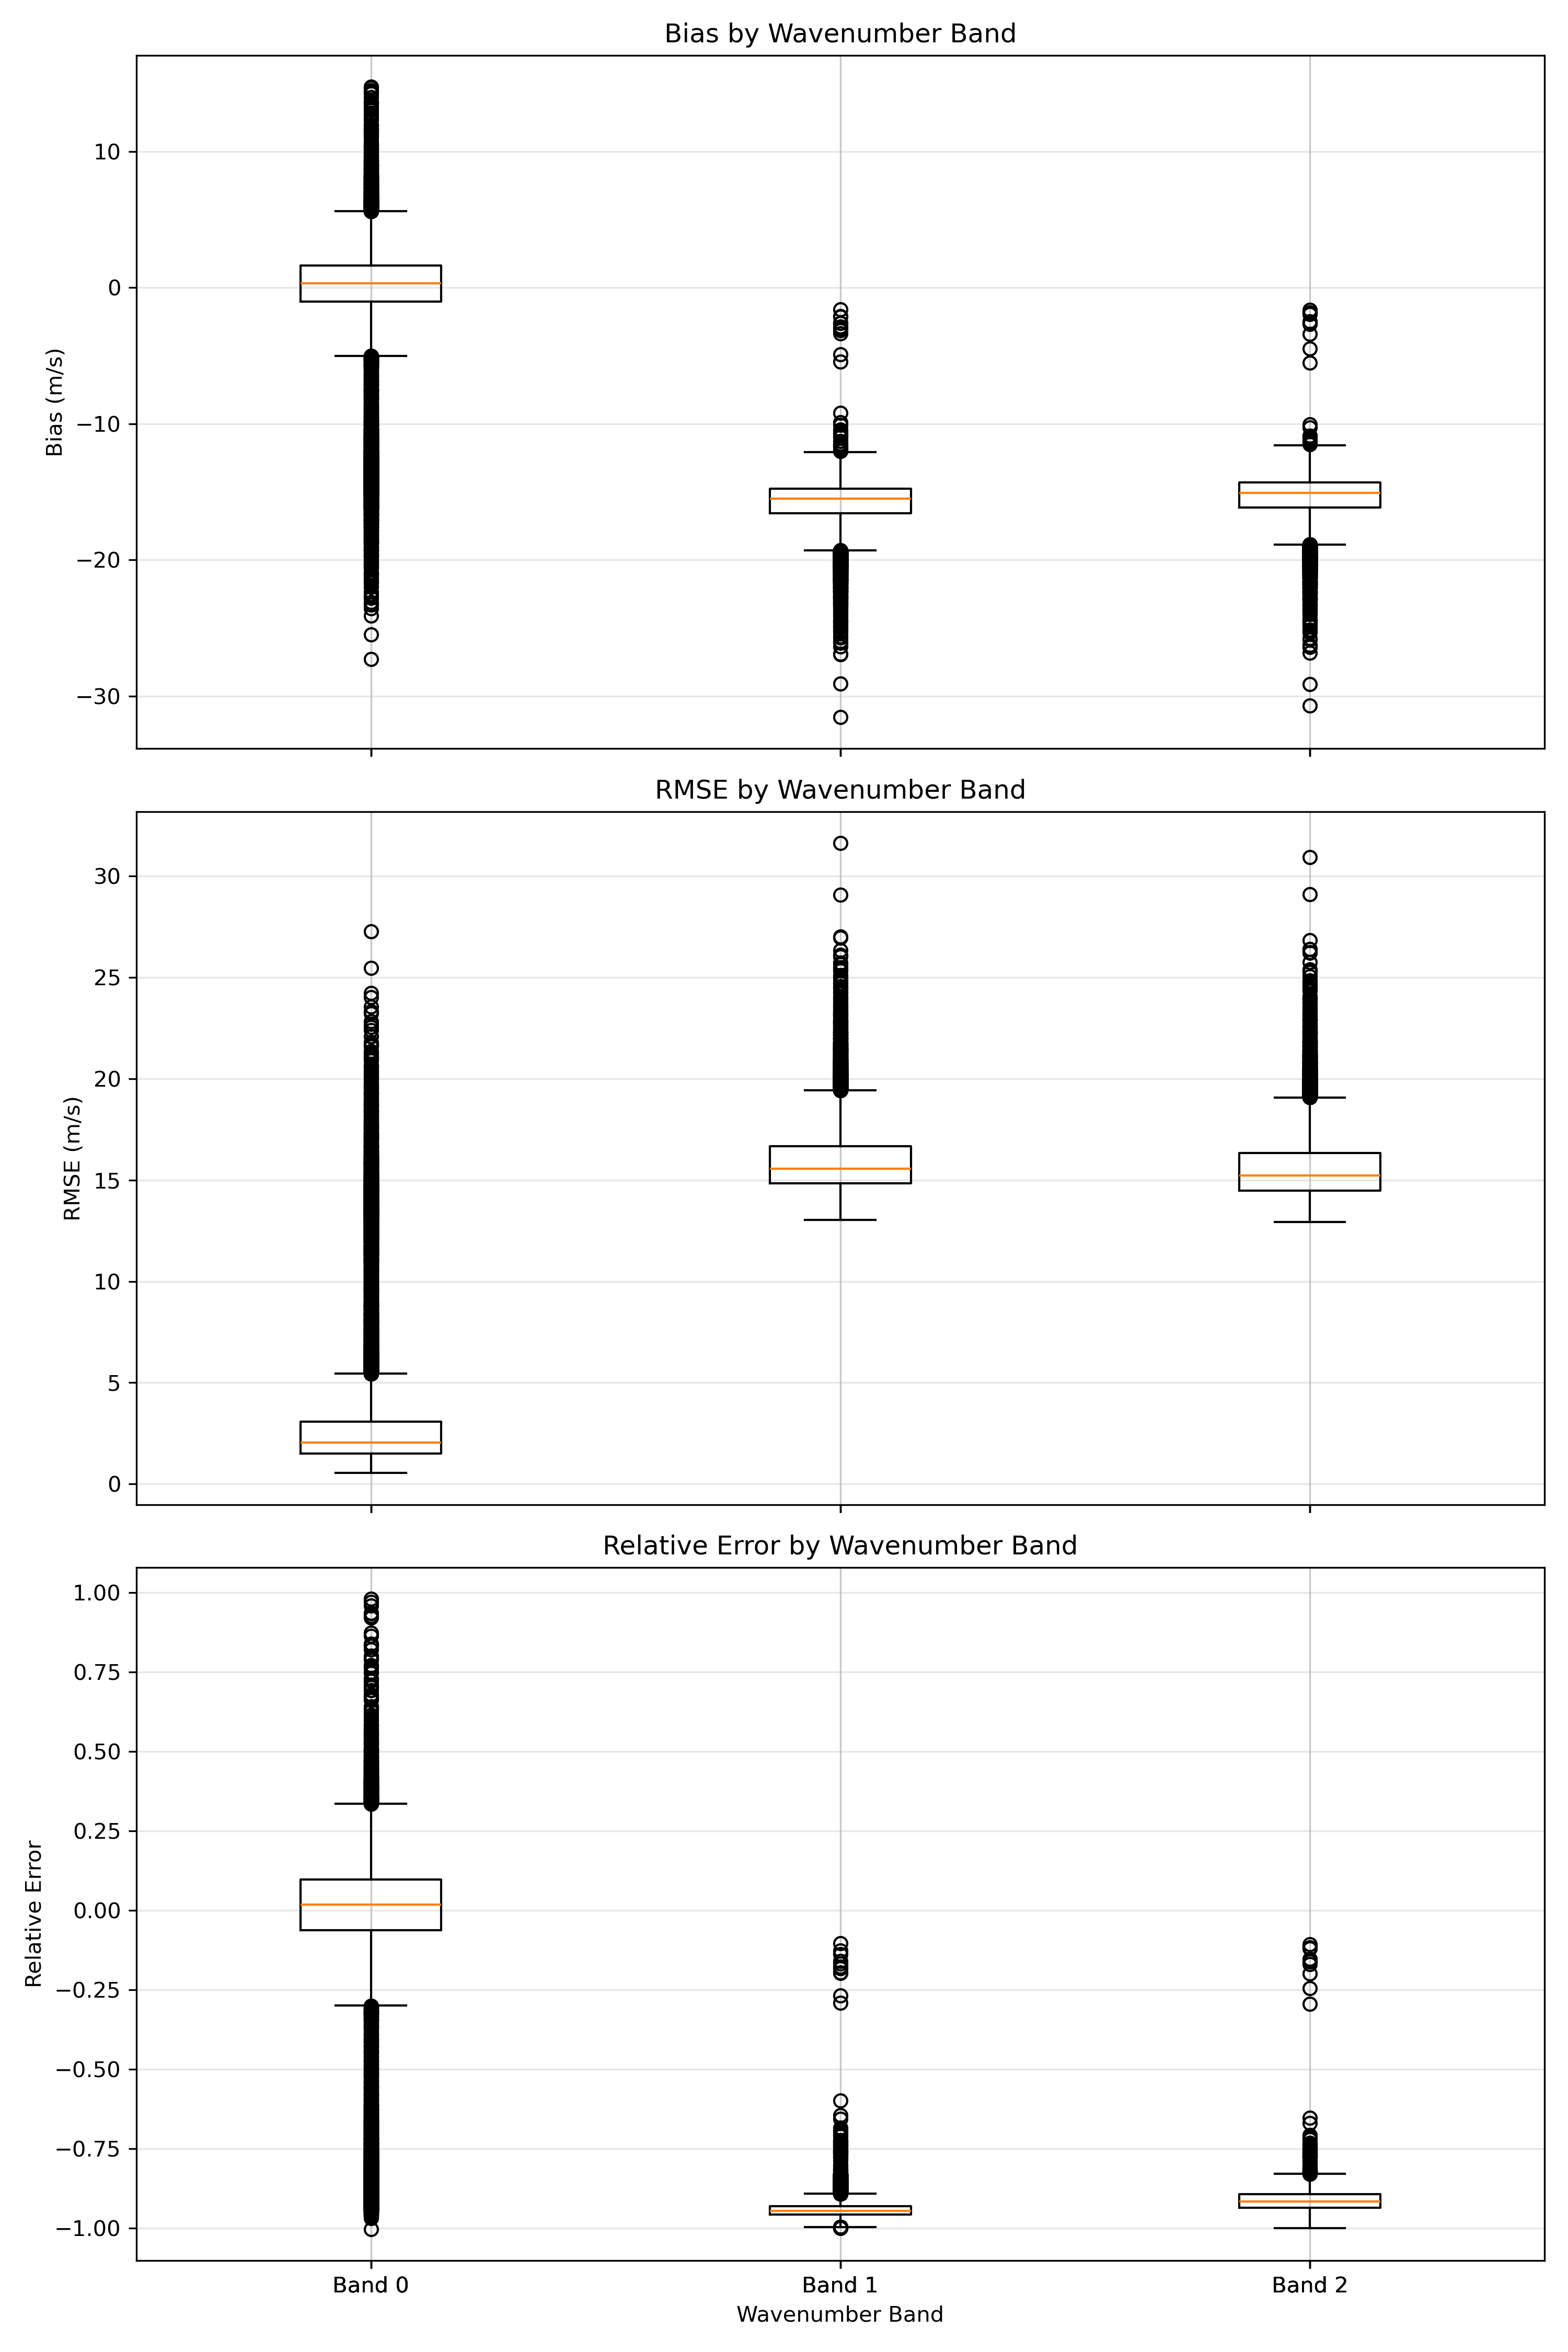 Bias by Wavenumber Band
10
0
−10
−20
−30
Bias (m/s)
RMSE by Wavenumber Band
30
25
20
15
10
5
0
RMSE (m/s)
Relative Error by Wavenumber Band
1.00
0.75
0.50
0.25
0.00
−0.25
−0.50
−0.75
−1.00
Relative Error
Band 0 Band 1 Band 2
Wavenumber Band